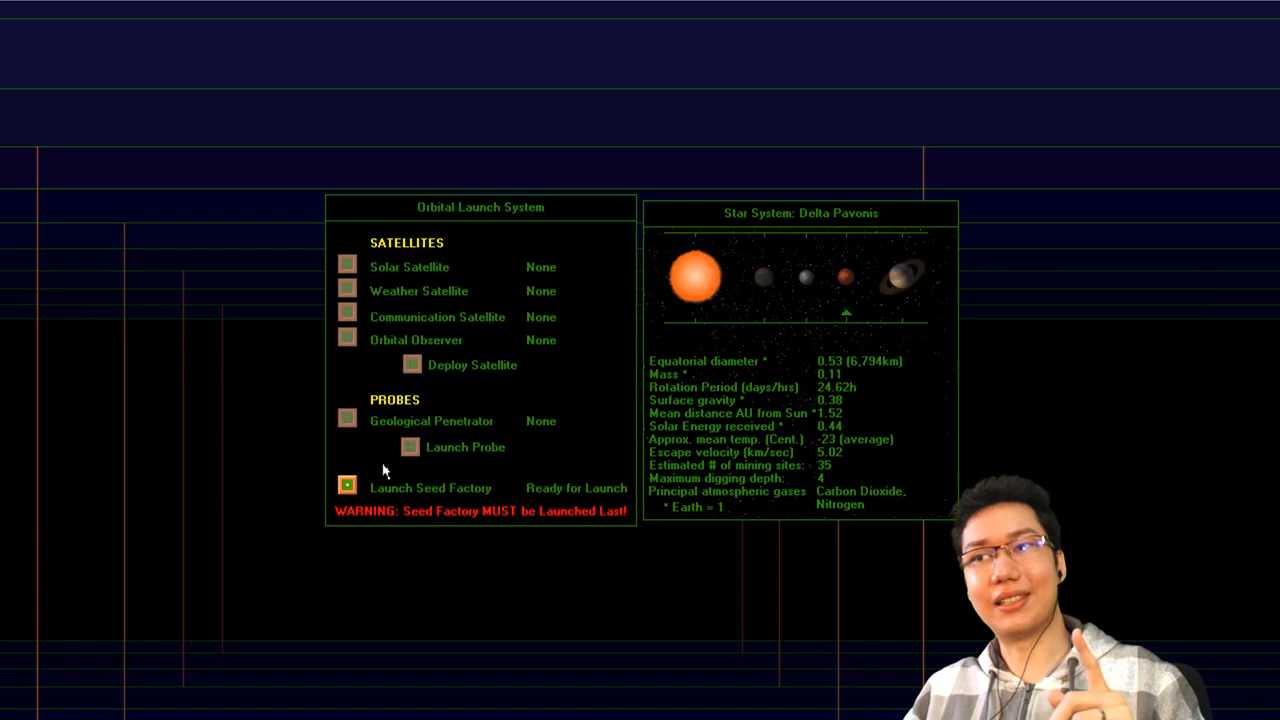 Orbital Launch System
SATELLITES
Solar Satellite None
Weather Satellite None
Communication Satellite None
Orbital Observer None
Deploy Satellite
PROBES
Geological Penetrator None
Launch Probe
Launch Seed Factory Ready for Launch
WARNING: Seed Factory MUST be Launched Last!
Star System: Delta Pavonis
Equatorial diameter * 0.53 (6,794km)
Mass * 0.11
Rotation Period (days/hrs) 24.62h
Surface gravity * 0.38
Mean distance AU from Sun * 1.52
Solar Energy received * 0.44
Approx. mean temp. (Cent.) -23 (average)
Escape velocity (km/sec) 5.02
Estimated # of mining sites: 35
Maximum digging depth: 4
Principal atmospheric gases Carbon Dioxide,
Nitrogen
* Earth = 1